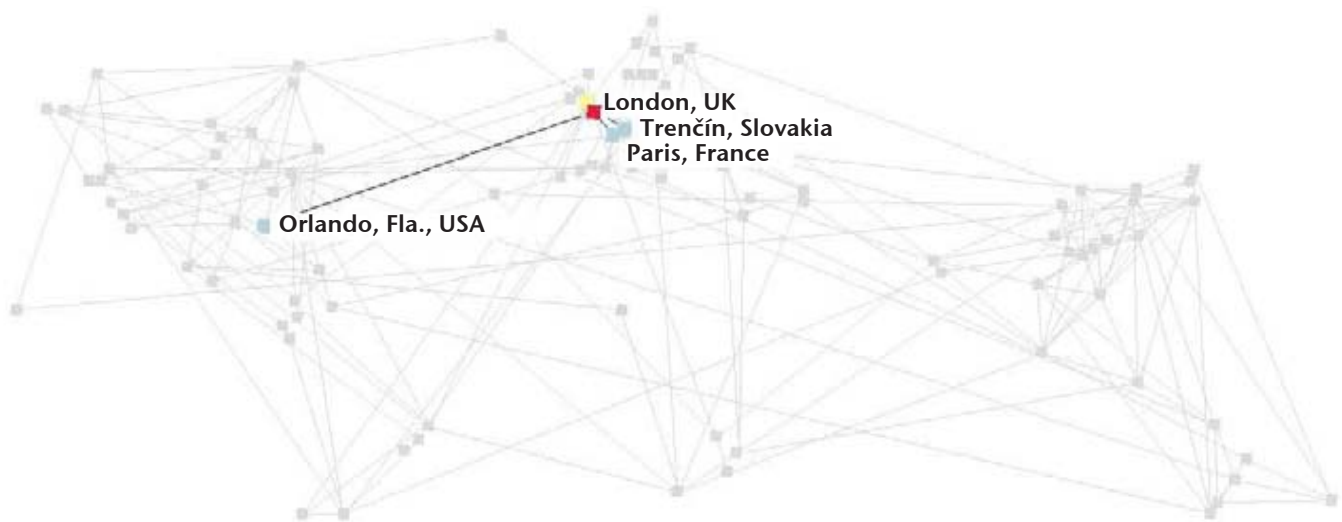 London, UK
Trenčín, Slovakia
Paris, France
Orlando, Fla., USA